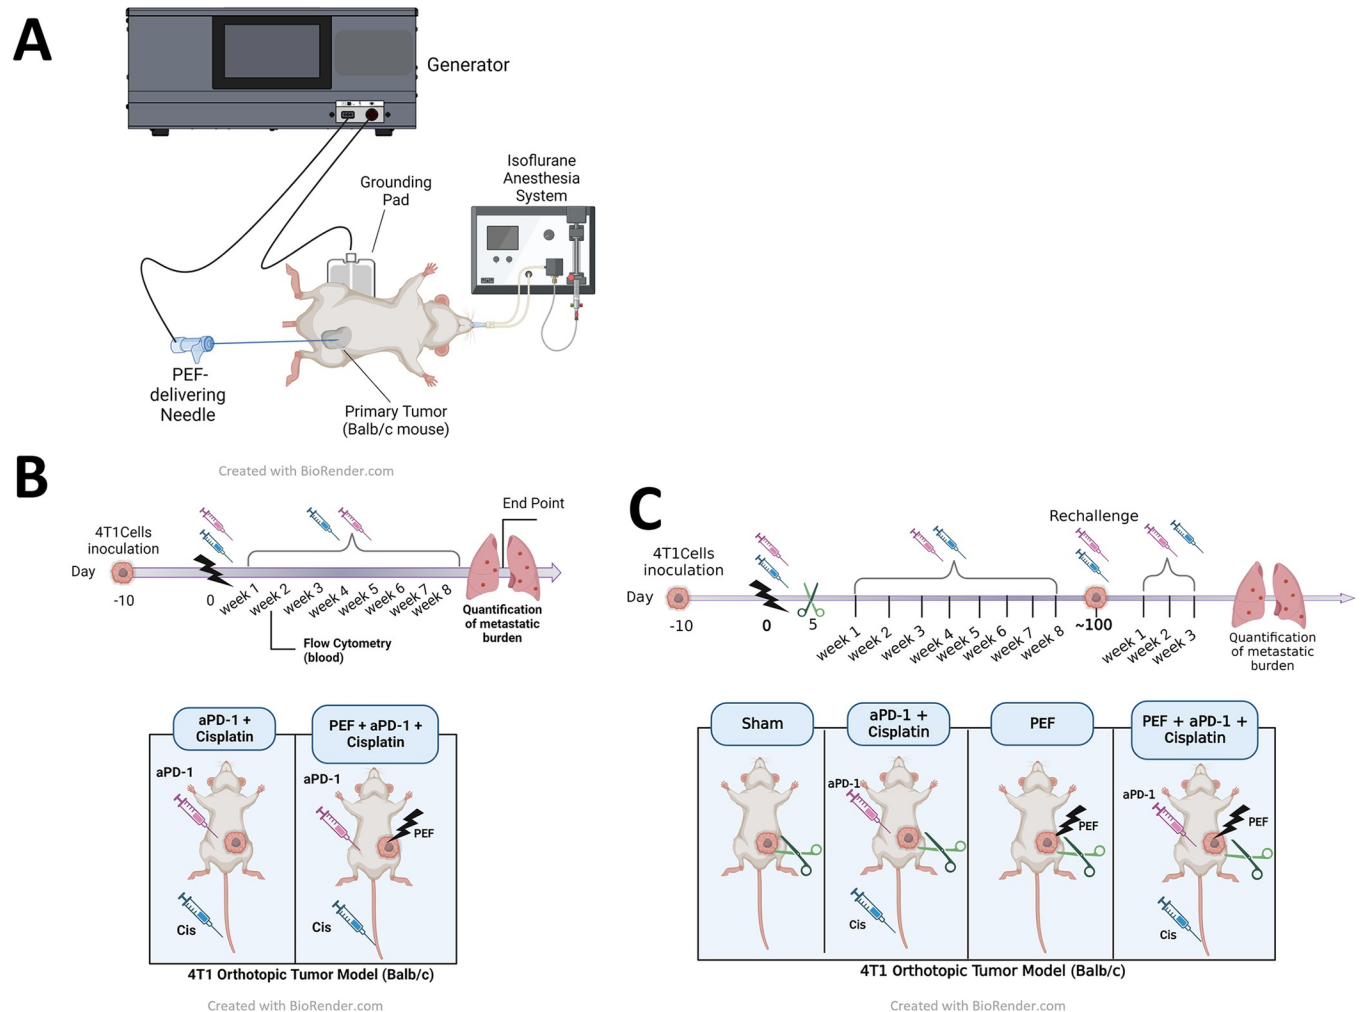 A
Generator
Isoflurane
Anesthesia
System
Grounding
Pad
PEF-
delivering
Needle
Primary Tumor
(Balb/c mouse)
Created with BioRender.com
B
End Point
4T1Cells
inoculation
Day
-10
0
week 1
week 2
week 3
week 4
week 5
week 6
week 7
week 8
Quantification
of metastatic
burden
Flow Cytometry
(blood)
aPD-1 +
Cisplatin
PEF + aPD-1 +
Cisplatin
aPD-1
Cis
aPD-1
PEF
Cis
4T1 Orthotopic Tumor Model (Balb/c)
Created with BioRender.com
C
Rechallenge
4T1Cells
inoculation
Day
-10
0
5
week 1
week 2
week 3
week 4
week 5
week 6
week 7
week 8
~100
week 1
week 2
week 3
Quantification
of metastatic
burden
Sham
aPD-1 +
Cisplatin
PEF
PEF + aPD-1 +
Cisplatin
aPD-1
Cis
PEF
aPD-1
PEF
Cis
4T1 Orthotopic Tumor Model (Balb/c)
Created with BioRender.com